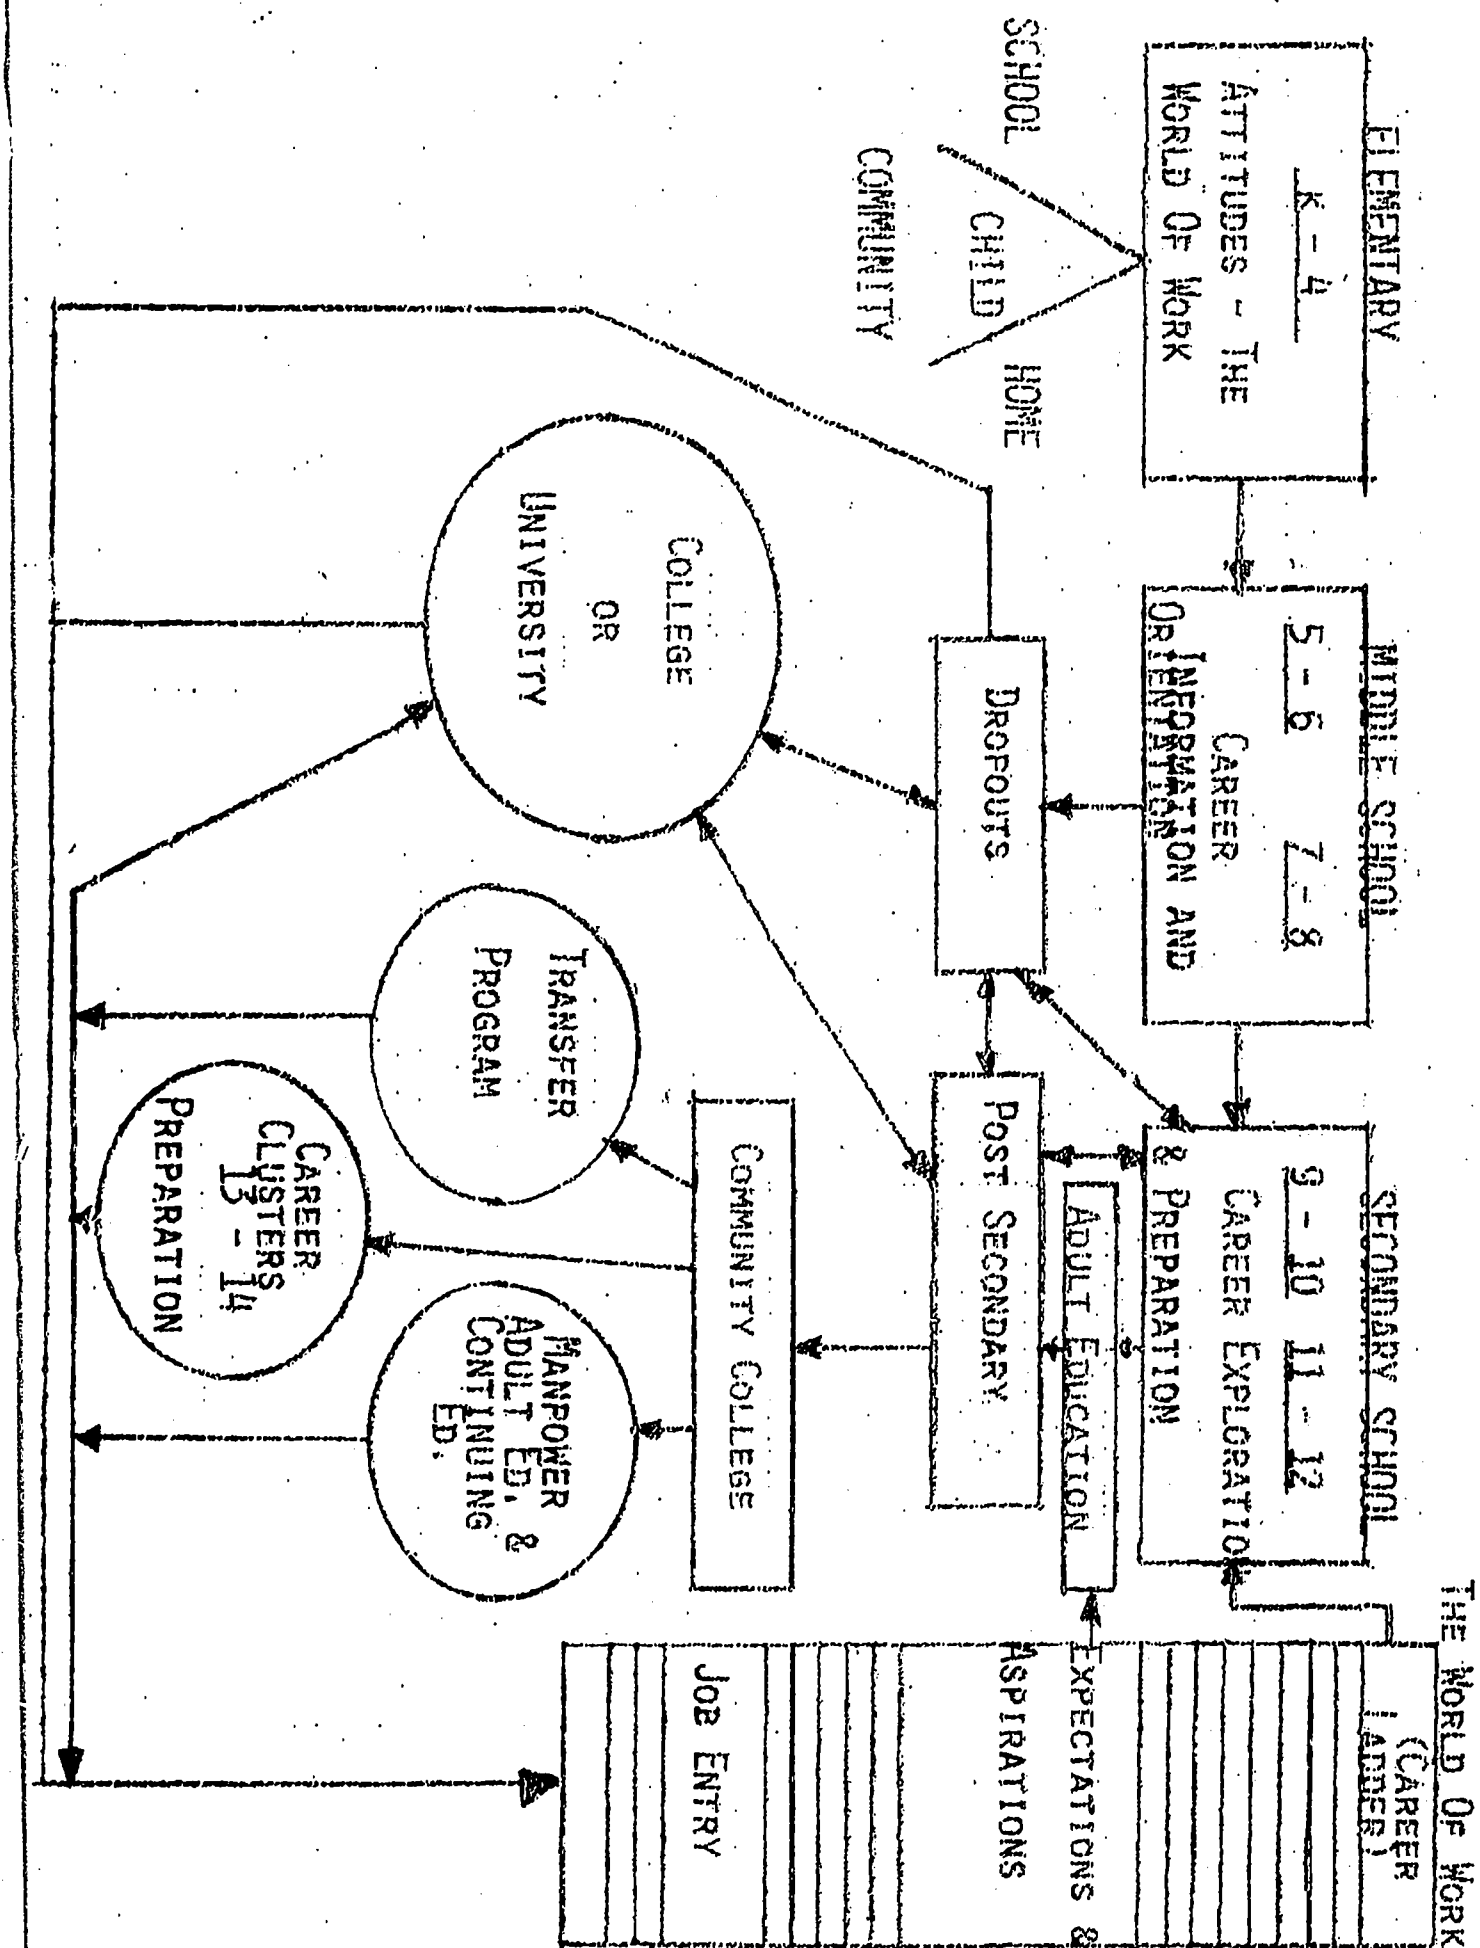 ELEMENTARY
K - 4
ATTITUDES - THE
WORLD OF WORK
SCHOOL
CHILD
HOME
COMMUNITY
MIDDLE SCHOOL
5 - 6   7 - 8
CAREER
INFORMATION AND
ORIENTATION
SECONDARY SCHOOL
9 - 10   11 - 12
CAREER EXPLORATION
& PREPARATION
THE WORLD OF WORK
(CAREER
LADDER)
EXPECTATIONS &
ASPIRATIONS
JOB ENTRY
ADULT EDUCATION
DROPOUTS
POST SECONDARY
COMMUNITY COLLEGE
COLLEGE
OR
UNIVERSITY
TRANSFER
PROGRAM
MANPOWER
ADULT ED. &
CONTINUING
ED.
CAREER
CLUSTERS
13 - 14
PREPARATION